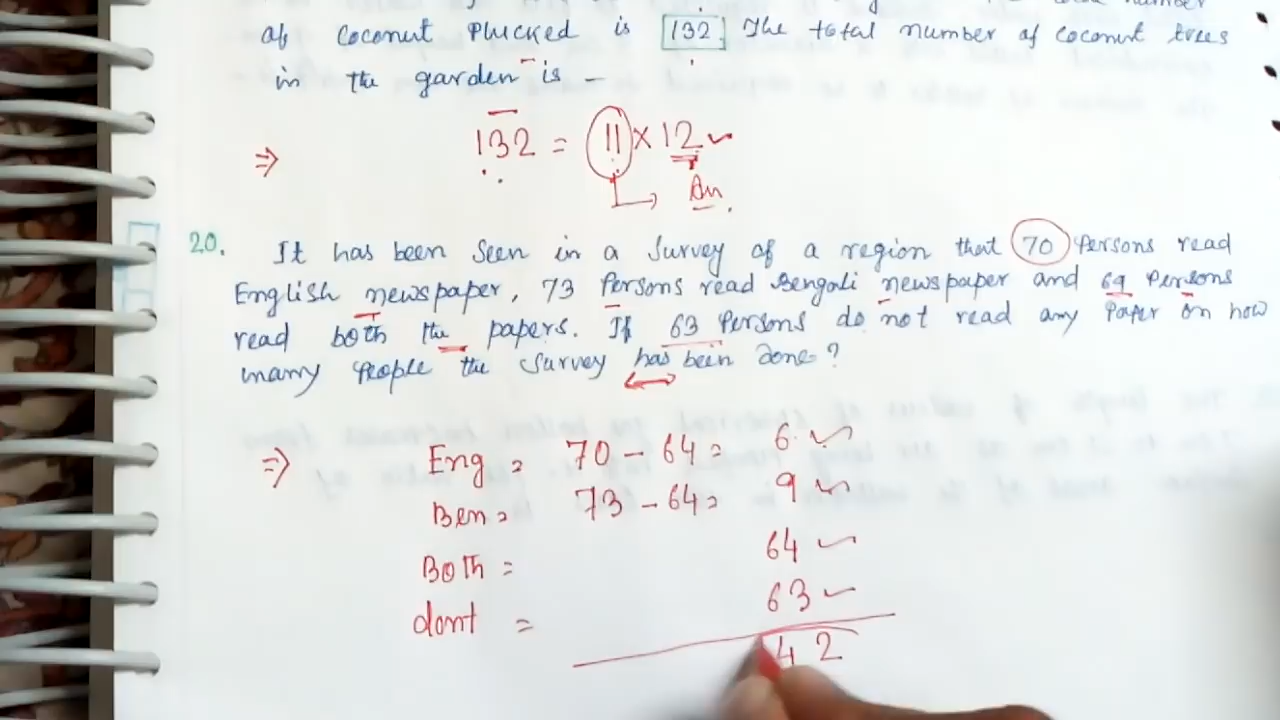 of coconut plucked is 132 The total number of coconut trees
in the garden is -
⇒ 132 = 11 × 12
An
20. It has been seen in a survey of a region that 70 persons read
English newspaper, 73 Persons read Bengali newspaper and 64 Persons
read both the papers. If 63 Persons do not read any paper on how
many people the survey has been done?
⇒ Eng = 70 - 64 = 6
Ben = 73 - 64 = 9
Both = 64
dont = 63
42